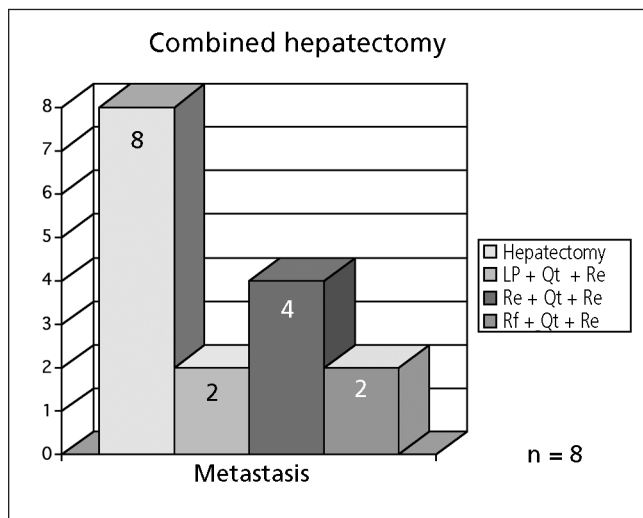 Combined hepatectomy
8
7
6
5
4
3
2
1
0
8
2
4
2
Metastasis
Hepatectomy
LP + Qt + Re
Re + Qt + Re
Rf + Qt + Re
n = 8